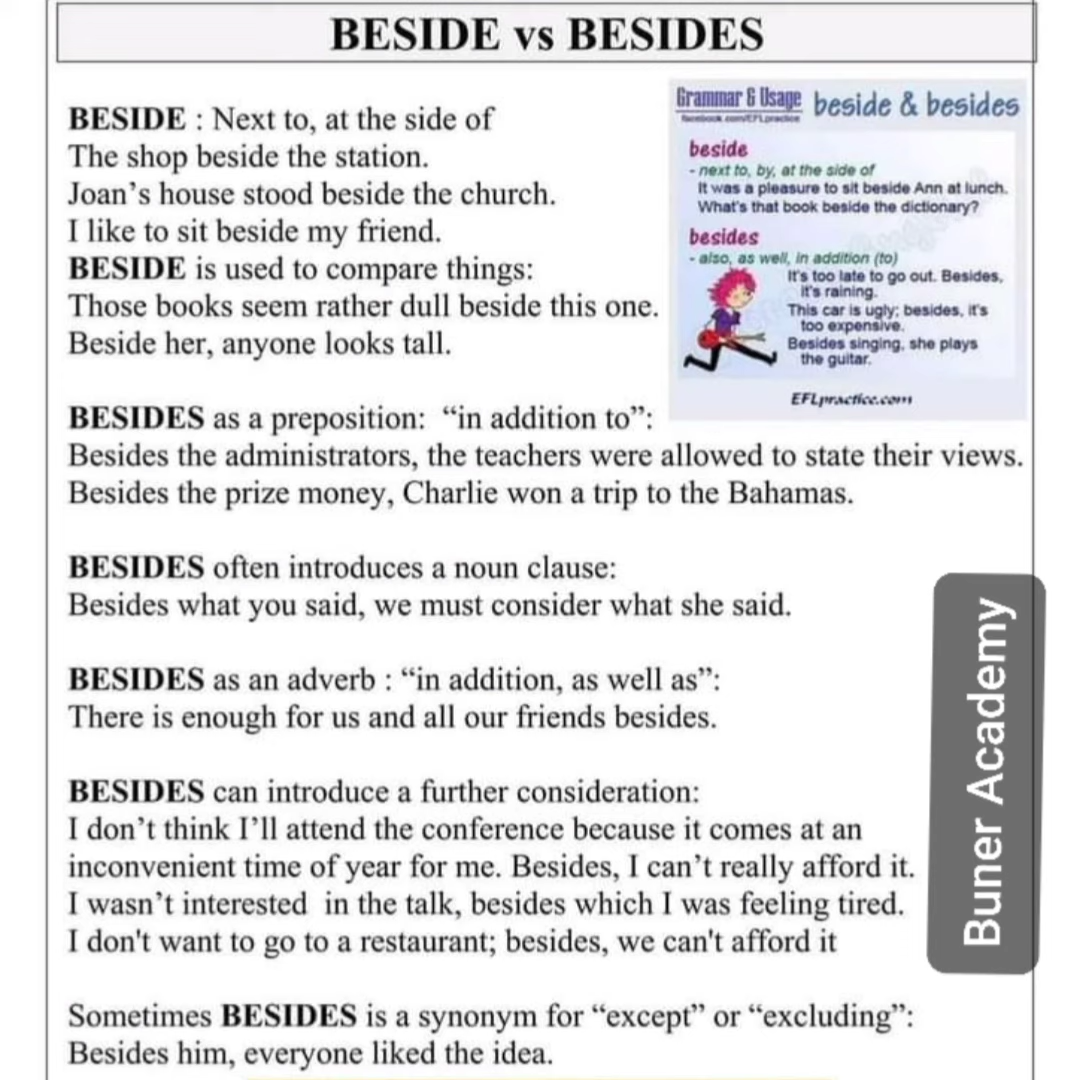 BESIDE vs BESIDES
BESIDE : Next to, at the side of
The shop beside the station.
Joan’s house stood beside the church.
I like to sit beside my friend.
BESIDE is used to compare things:
Those books seem rather dull beside this one.
Beside her, anyone looks tall.
Grammar & Usage
facebook.com/EFLpractice
beside & besides
beside
- next to, by, at the side of
It was a pleasure to sit beside Ann at lunch.
What's that book beside the dictionary?
besides
- also, as well, in addition (to)
It's too late to go out. Besides,
it's raining.
This car is ugly; besides, it's
too expensive.
Besides singing, she plays
the guitar.
EFLpractice.com
BESIDES as a preposition: “in addition to”:
Besides the administrators, the teachers were allowed to state their views.
Besides the prize money, Charlie won a trip to the Bahamas.
BESIDES often introduces a noun clause:
Besides what you said, we must consider what she said.
BESIDES as an adverb : “in addition, as well as”:
There is enough for us and all our friends besides.
BESIDES can introduce a further consideration:
I don’t think I’ll attend the conference because it comes at an
inconvenient time of year for me. Besides, I can’t really afford it.
I wasn’t interested in the talk, besides which I was feeling tired.
I don't want to go to a restaurant; besides, we can't afford it
Sometimes BESIDES is a synonym for “except” or “excluding”:
Besides him, everyone liked the idea.
Buner Academy